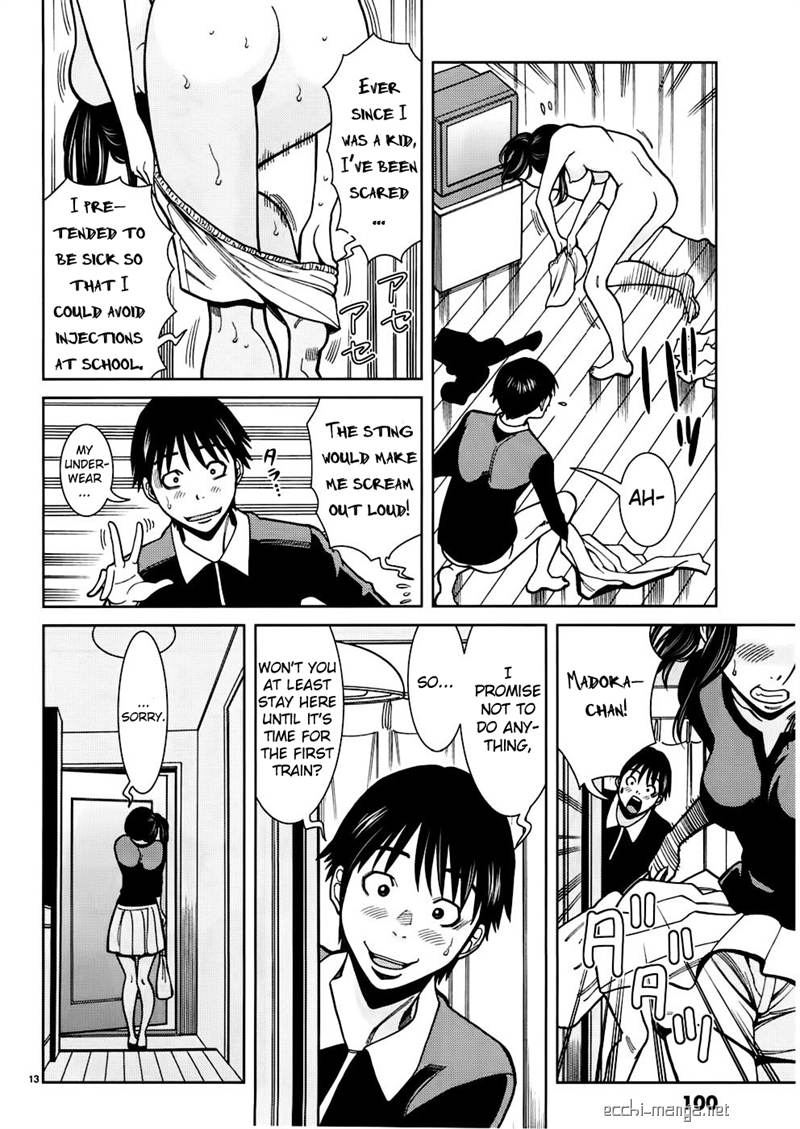 EVER
SINCE I
WAS A KID,
I'VE BEEN
SCARED
...
I PRE-
TENDED TO
BE SICK SO
THAT I
COULD AVOID
INJECTIONS
AT SCHOOL.
アセ
アセ
AH-
THE STING
WOULD MAKE
ME SCREAM
OUT LOUD!
MY
UNDER-
WEAR
...
MADOKA-
CHAN!
I
PROMISE
NOT TO
DO ANY-
THING,
SO...
WON'T YOU
AT LEAST
STAY HERE
UNTIL IT'S
TIME FOR
THE FIRST
TRAIN?
...
SORRY.
13
100
ecchi-manga.net